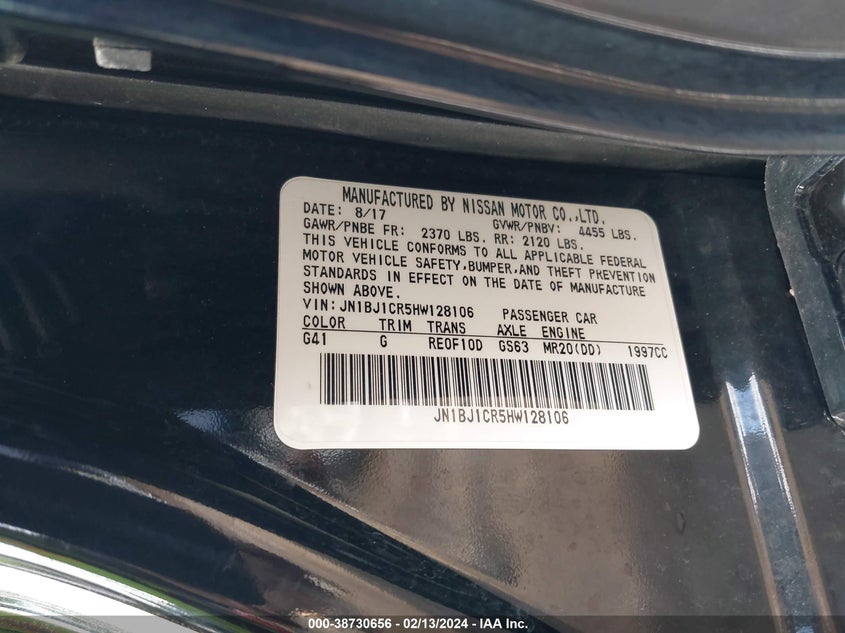 MANUFACTURED BY NISSAN MOTOR CO.,LTD.
DATE: 8/17 GVWR/PNBV: 4455 LBS.
GAWR/PNBE FR: 2370 LBS. RR: 2120 LBS.
THIS VEHICLE CONFORMS TO ALL APPLICABLE FEDERAL
MOTOR VEHICLE SAFETY,BUMPER,AND THEFT PREVENTION
STANDARDS IN EFFECT ON THE DATE OF MANUFACTURE
SHOWN ABOVE.
VIN: JN1BJ1CR5HW128106 PASSENGER CAR
COLOR TRIM TRANS AXLE ENGINE
G41 G RE0F10D GS63 MR20(DD) 1997CC
JN1BJ1CR5HW128106
000-38730656 - 02/13/2024 - IAA Inc.